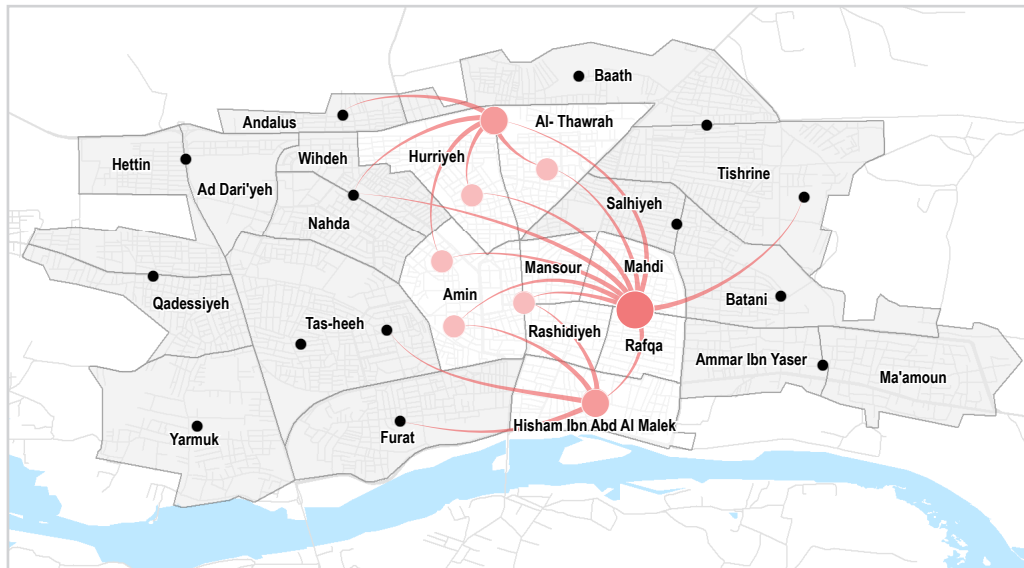 Baath
Andalus
Al- Thawrah
Hettin
Wihdeh
Hurriyeh
Ad Dari'yeh
Tishrine
Nahda
Salhiyeh
Mansour
Mahdi
Qadessiyeh
Amin
Batani
Tas-heeh
Rashidiyeh
Rafqa
Ammar Ibn Yaser
Ma'amoun
Yarmuk
Furat
Hisham Ibn Abd Al Malek